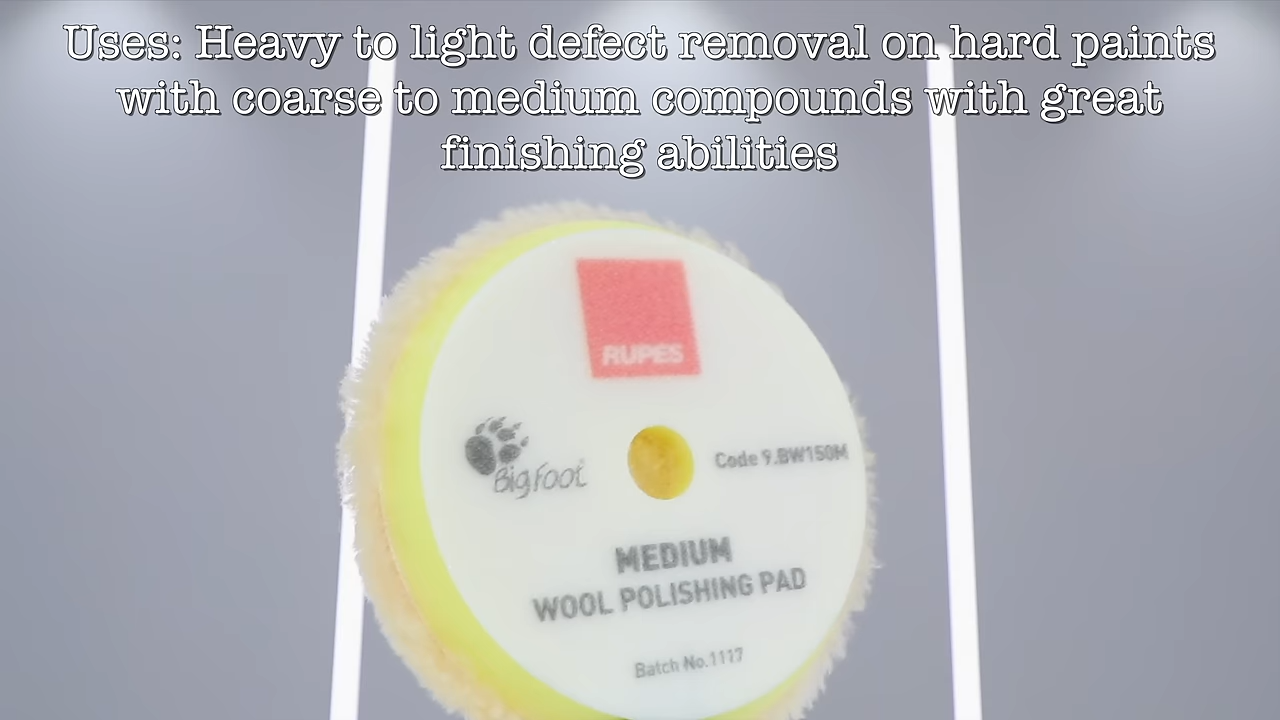 Uses: Heavy to light defect removal on hard paints
with coarse to medium compounds with great
finishing abilities
RUPES
BigFoot
Code 9.BW150M
MEDIUM
WOOL POLISHING PAD
Batch No.1117